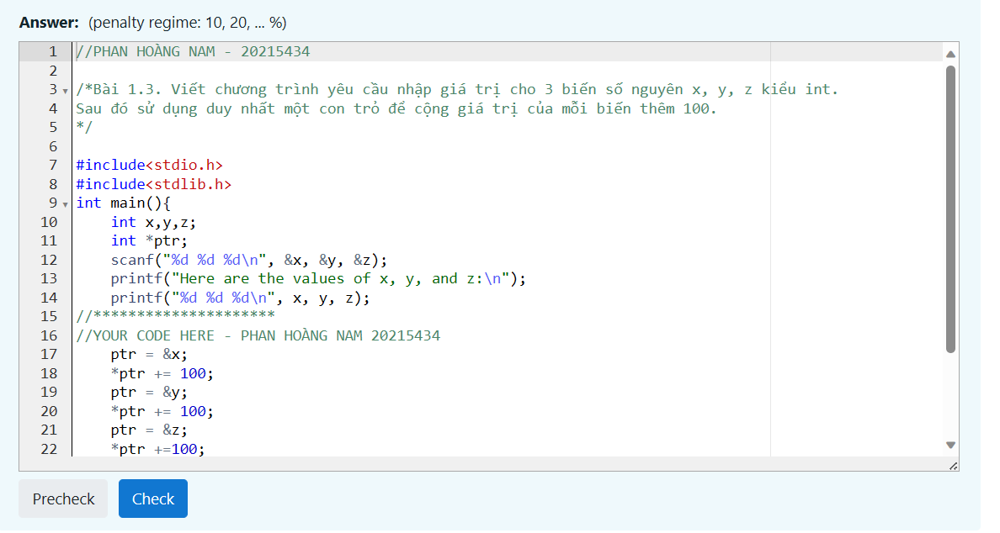 Answer: (penalty regime: 10, 20, ... %)
1 //PHAN HOÀNG NAM - 20215434
2
3 /*Bài 1.3. Viết chương trình yêu cầu nhập giá trị cho 3 biến số nguyên x, y, z kiểu int.
4 Sau đó sử dụng duy nhất một con trỏ để cộng giá trị của mỗi biến thêm 100.
5 */
6
7 #include<stdio.h>
8 #include<stdlib.h>
9 int main(){
10     int x,y,z;
11     int *ptr;
12     scanf("%d %d %d\n", &x, &y, &z);
13     printf("Here are the values of x, y, and z:\n");
14     printf("%d %d %d\n", x, y, z);
15 //*********************
16 //YOUR CODE HERE - PHAN HOÀNG NAM 20215434
17     ptr = &x;
18     *ptr += 100;
19     ptr = &y;
20     *ptr += 100;
21     ptr = &z;
22     *ptr +=100;
Precheck Check